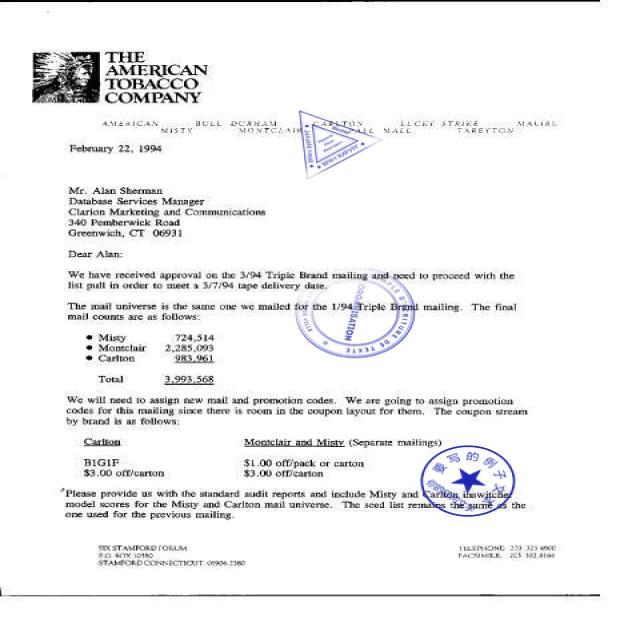 THE
AMERICAN
TOBACCO
COMPANY
AMERICAN BULL DURHAM CARLTON LUCKY STRIKE MALIBU
MISTY MONTCLAIR PALL MALL TAREYTON
February 22, 1994
Mr. Alan Sherman
Database Services Manager
Clarion Marketing and Communications
340 Pemberwick Road
Greenwich, CT 06931
Dear Alan:
We have received approval on the 3/94 Triple Brand mailing and need to proceed with the
list pull in order to meet a 3/7/94 tape delivery date.
The mail universe is the same one we mailed for the 1/94 Triple Brand mailing. The final
mail counts are as follows:
• Misty 724,514
• Montclair 2,285,093
• Carlton 983,961
Total 3,993,568
We will need to assign new mail and promotion codes. We are going to assign promotion
codes for this mailing since there is room in the coupon layout for them. The coupon stream
by brand is as follows:
Carlton Montclair and Misty (Separate mailings)
B1G1F $1.00 off/pack or carton
$3.00 off/carton $3.00 off/carton
Please provide us with the standard audit reports and include Misty and Carlton inswitcher
model scores for the Misty and Carlton mail universe. The seed list remains the same as the
one used for the previous mailing.
SIX STAMFORD FORUM
P.O. BOX 10380
STAMFORD CONNECTICUT 06904-2380
TELEPHONE: 203 325-4900
FACSIMILE: 203 352-8164
ORGANISATION
DE TEXTE
要写的例子